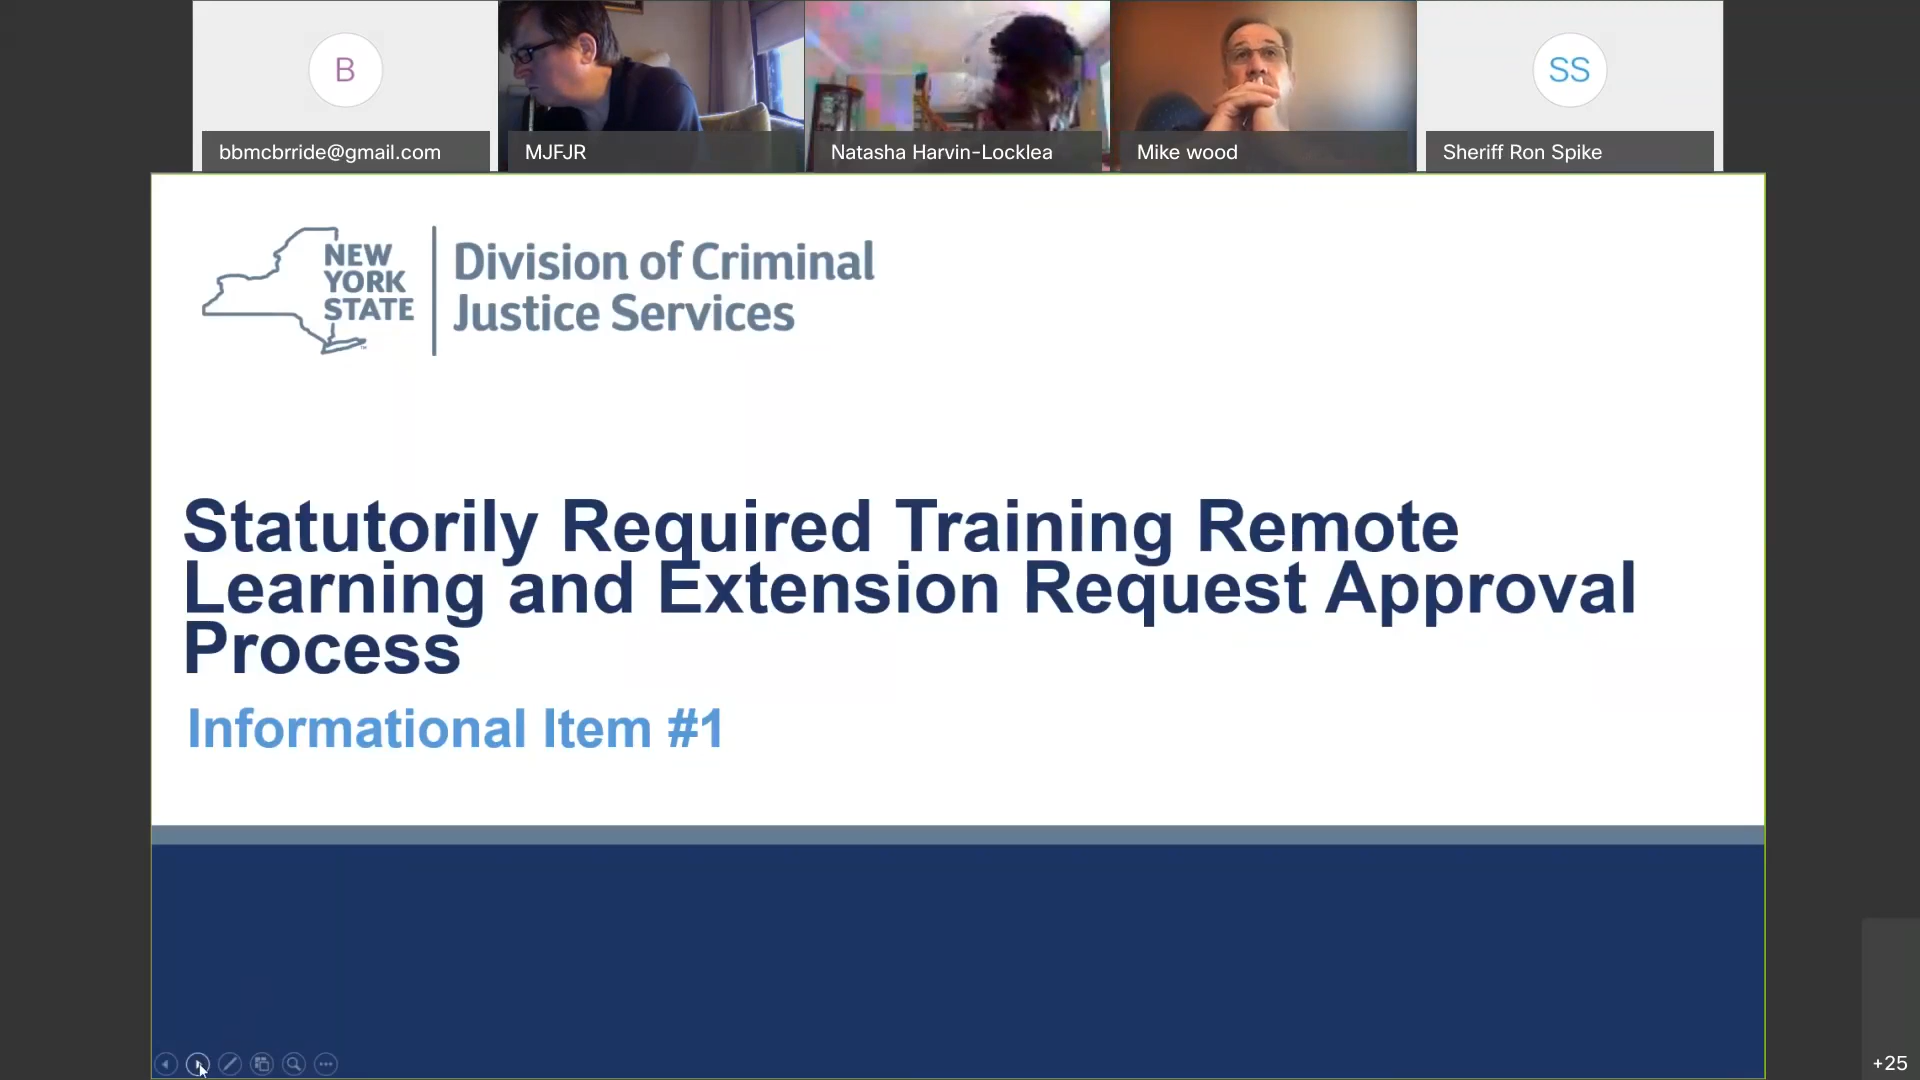 B
SS
bbmcbrride@gmail.com
MJFJR
Natasha Harvin-Locklea
Mike wood
Sheriff Ron Spike
NEW
YORK
STATE
Division of Criminal
Justice Services
Statutorily Required Training Remote
Learning and Extension Request Approval
Process
Informational Item #1
+25